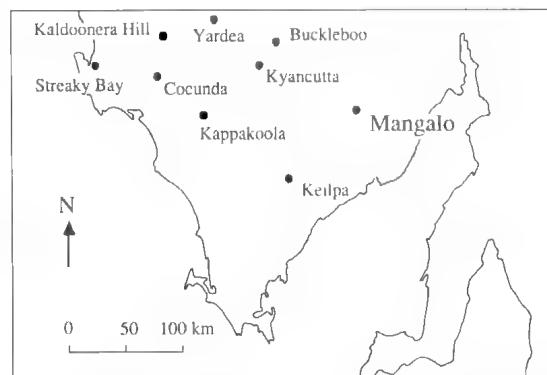 Kaldoonera Hill
Yardea
Buckleboo
Streaky Bay
Cocunda
Kyancutta
Kappakoola
Mangalo
Keilpa
N
0 50 100 km